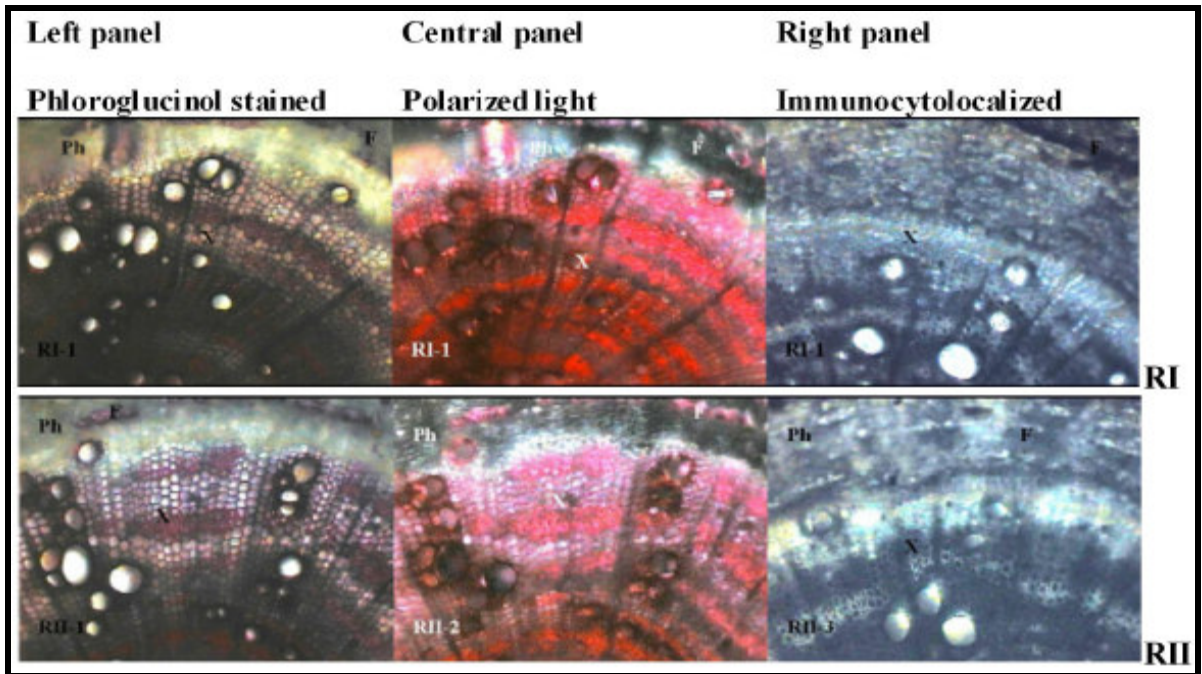 Left panel
Central panel
Right panel
Phloroglucinol stained
Polarized light
Immunocytolocalized
Ph
F
X
RI-1
Ph
F
X
RI-1
F
X
RI-1
RI
Ph
F
X
RII-1
Ph
F
X
RII-2
Ph
F
X
RII-3
RII